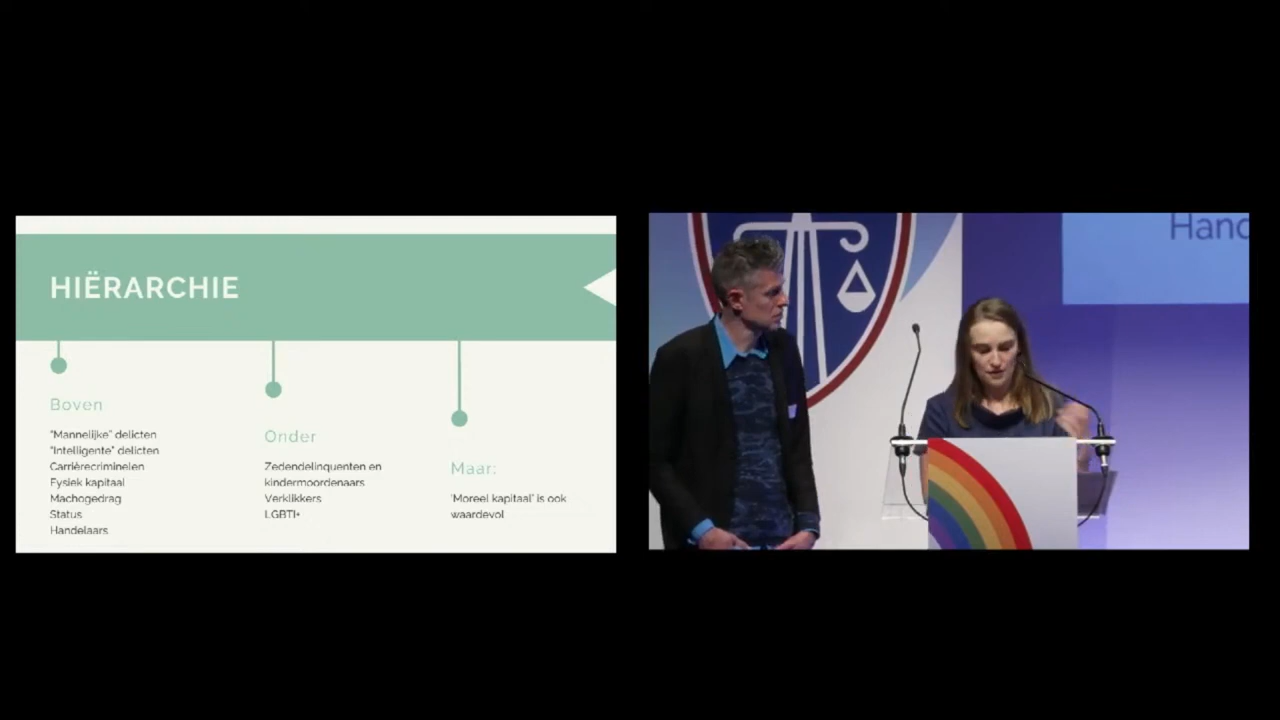 HIËRARCHIE
Boven
"Mannelijke" delicten
"Intelligente" delicten
Carrièrecriminelen
Fysiek kapitaal
Machogedrag
Status
Handelaars
Onder
Zedendelinquenten en
kindermoordenaars
Verklikkers
LGBTI+
Maar:
'Moreel kapitaal' is ook
waardevol
Hand